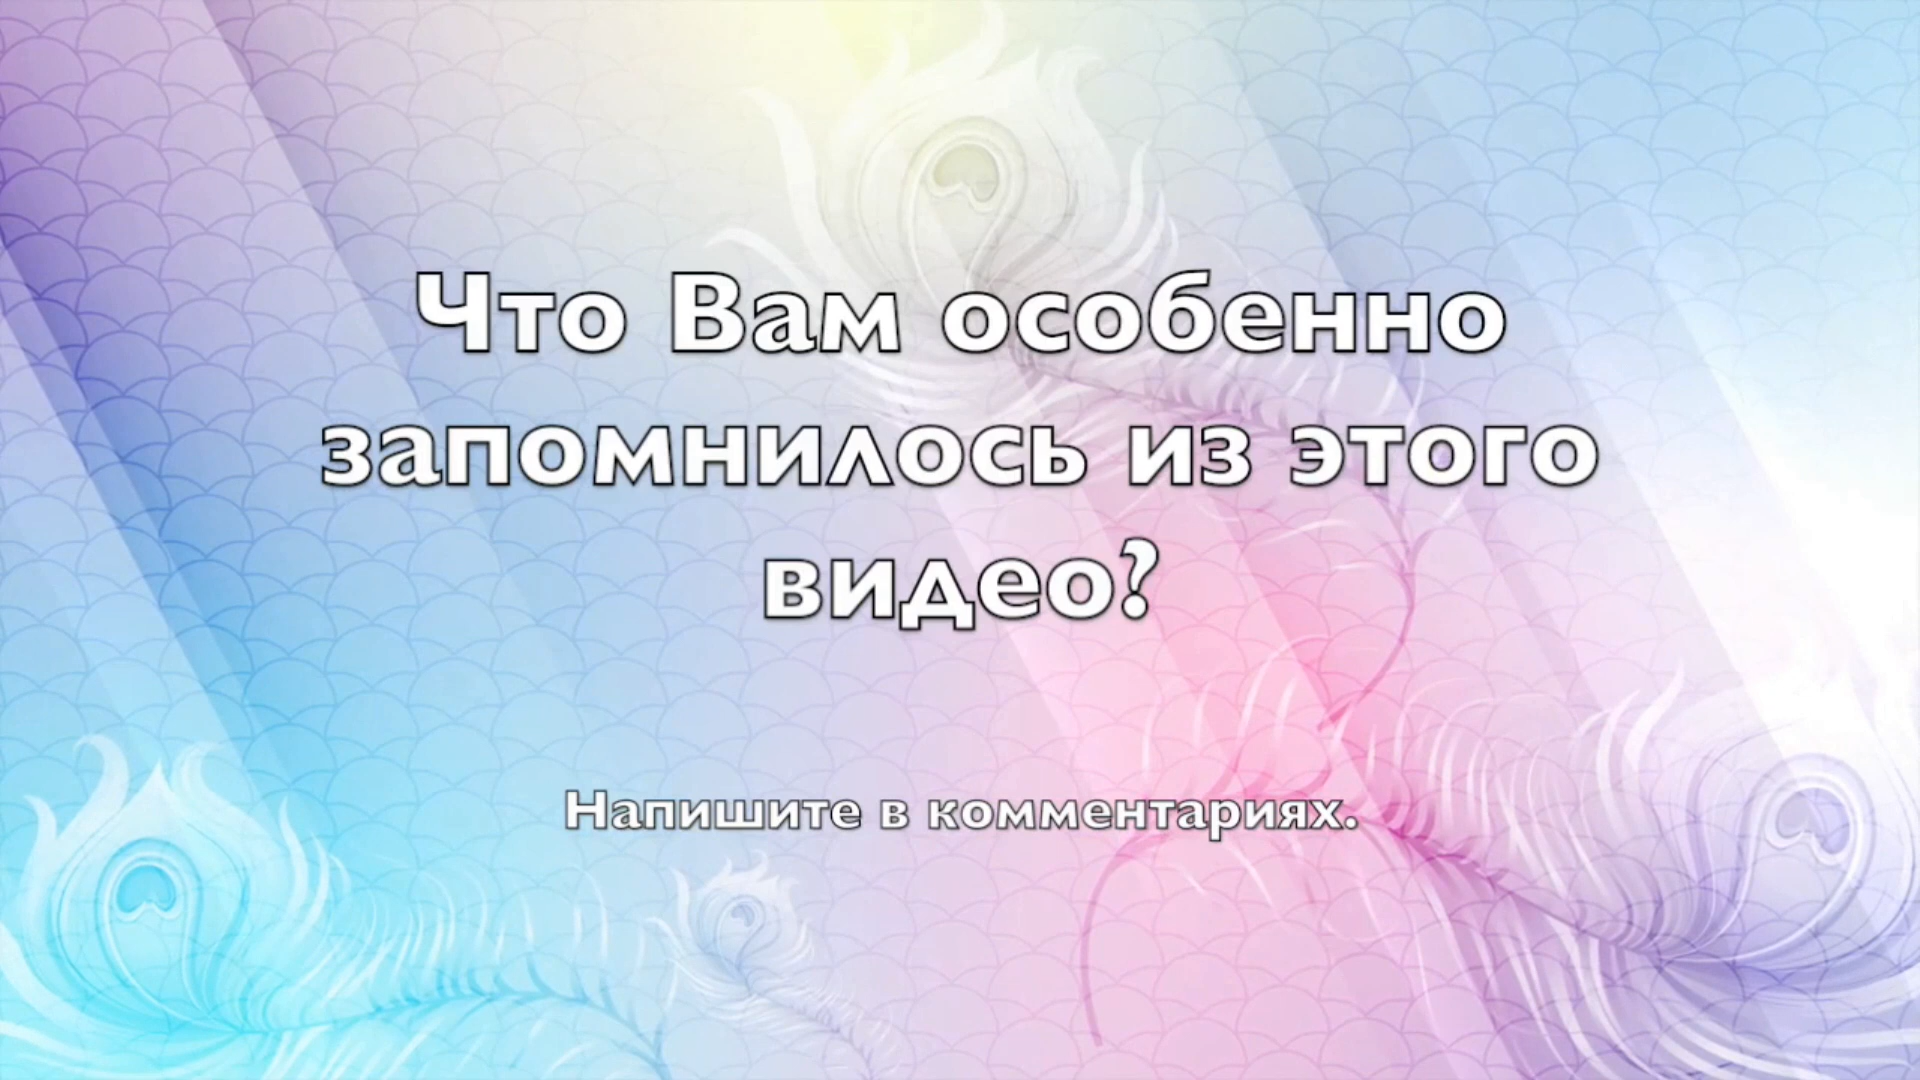 Что Вам особенно
запомнилось из этого
видео?
Напишите в комментариях.